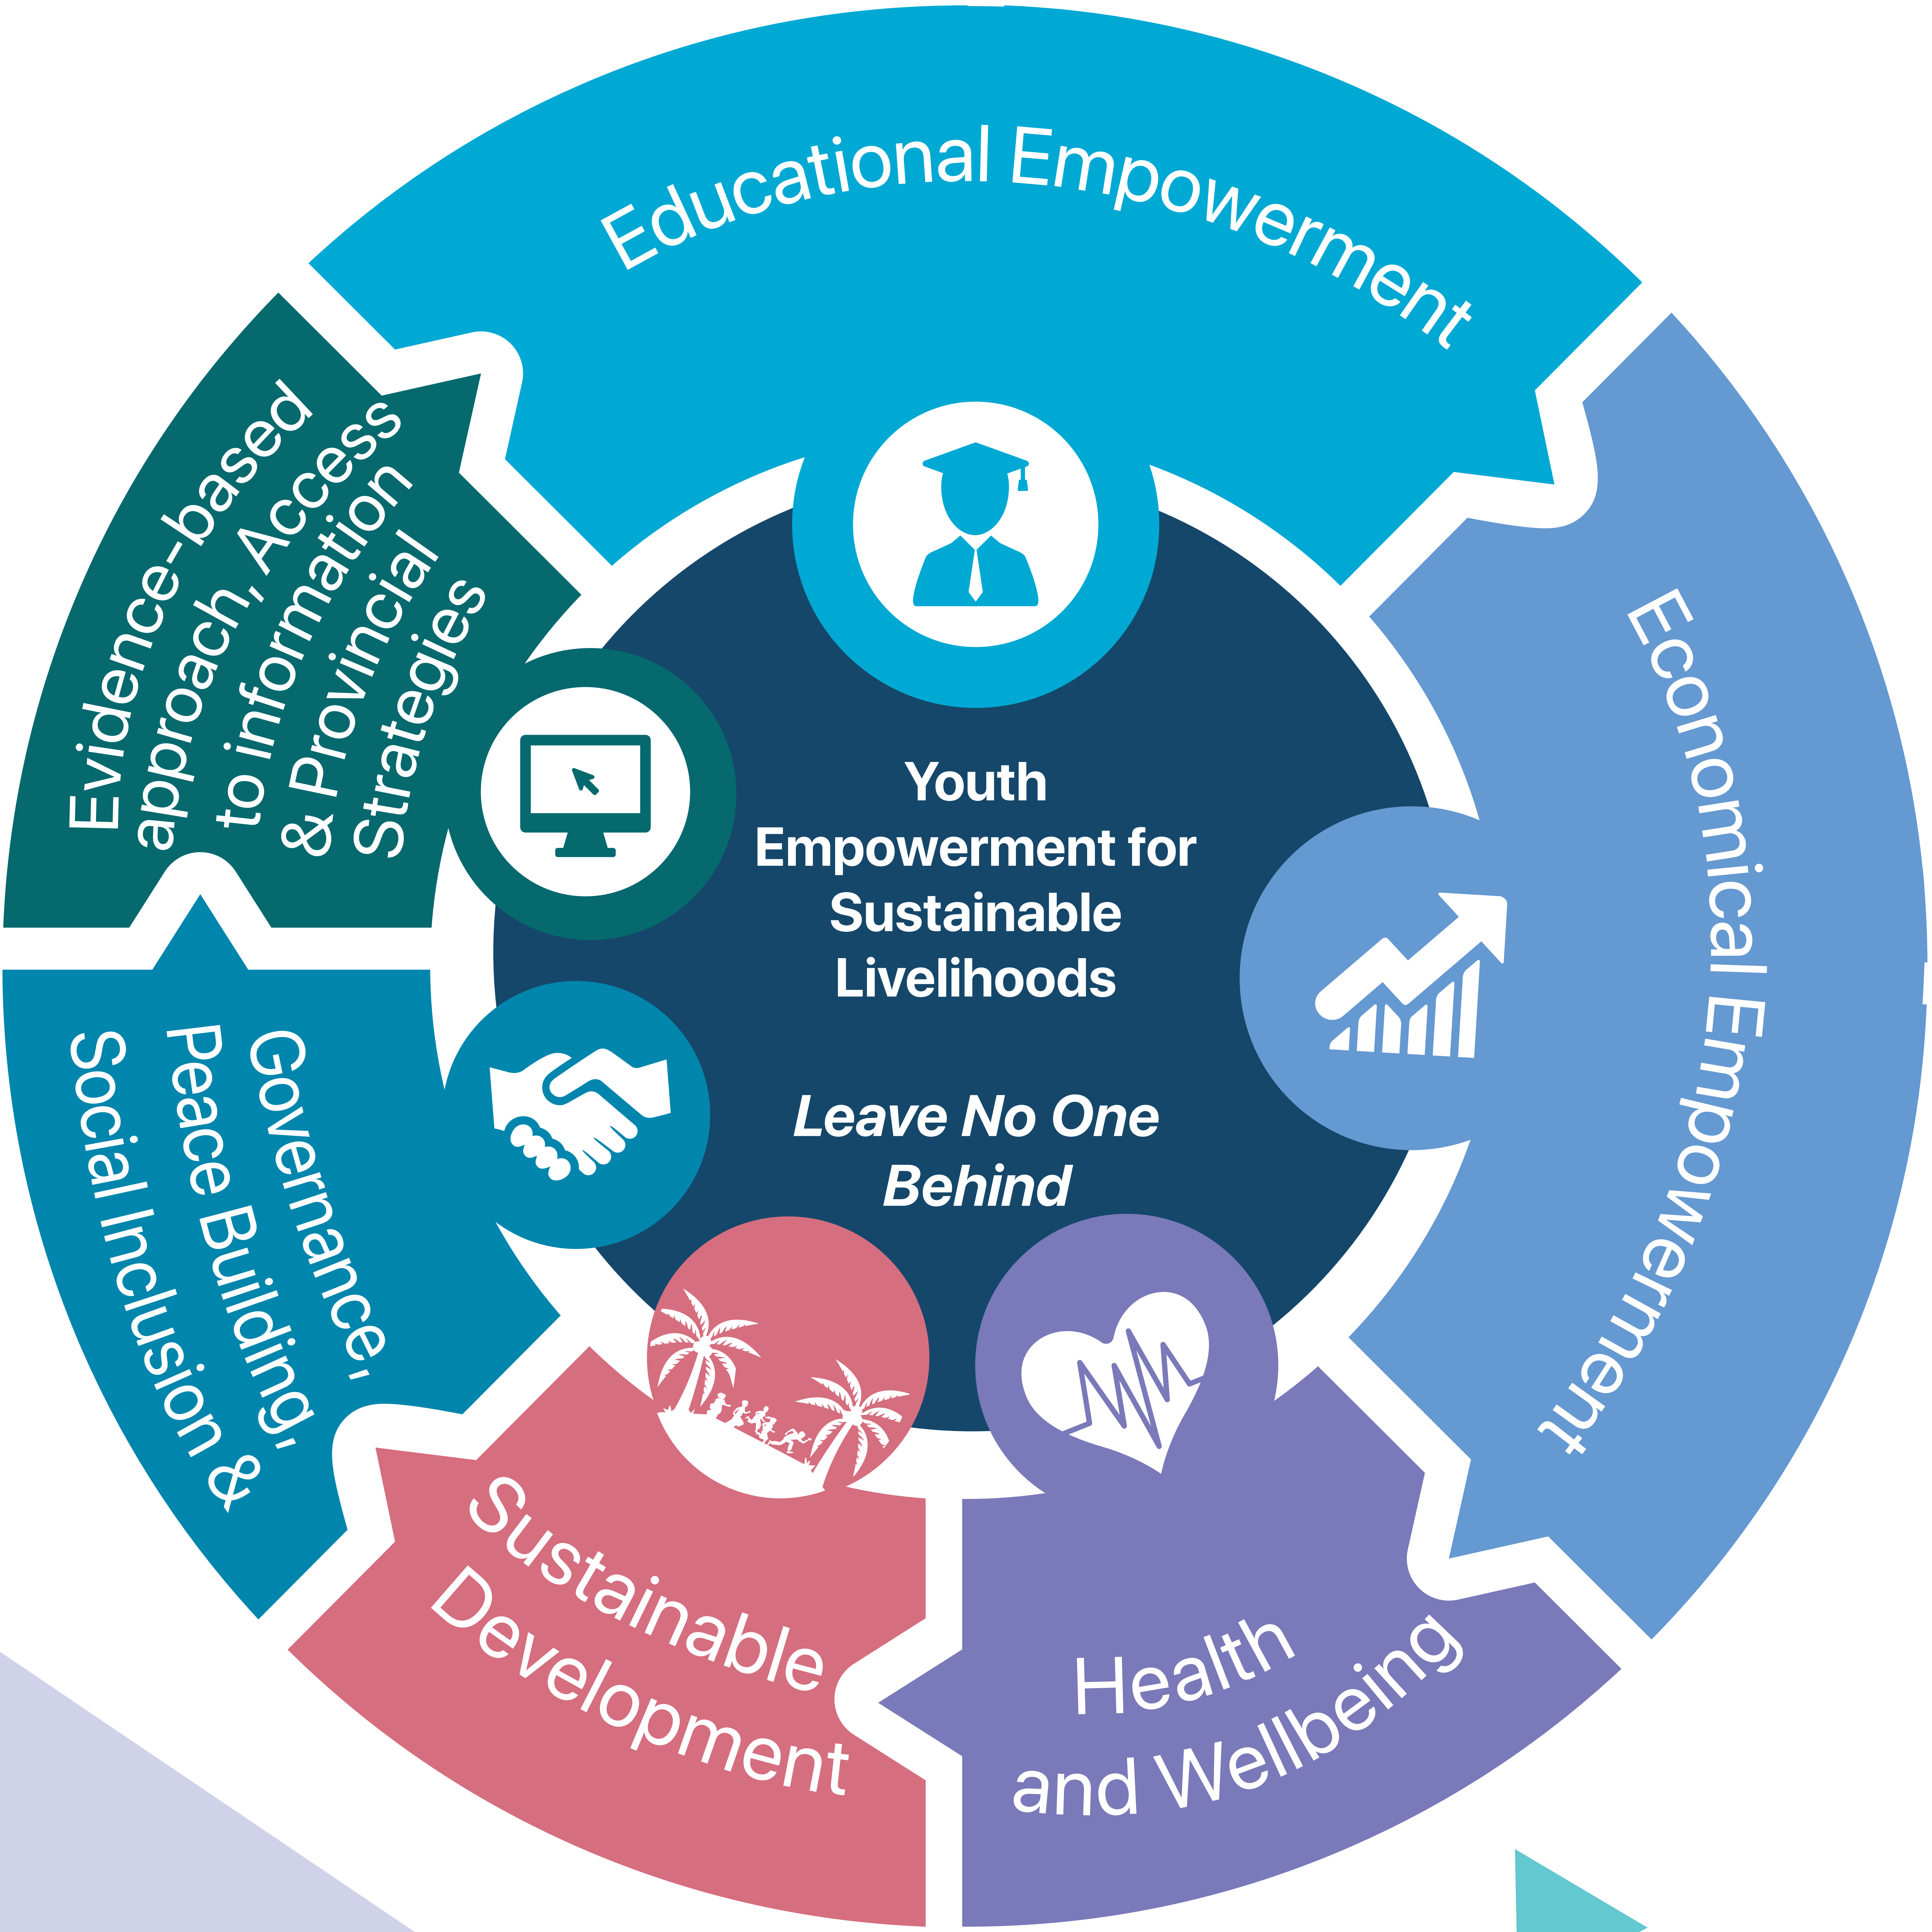 Educational Empowerment
Economical Empowerment
Health
and Wellbeing
Sustainable
Development
Governance,
Peace Building,
Social Inclusion, &
Evidence-based
approach, Access
to Information
& Provincial
Strategies
Youth
Empowerment for
Sustainable
Livelihoods
Leave No One
Behind